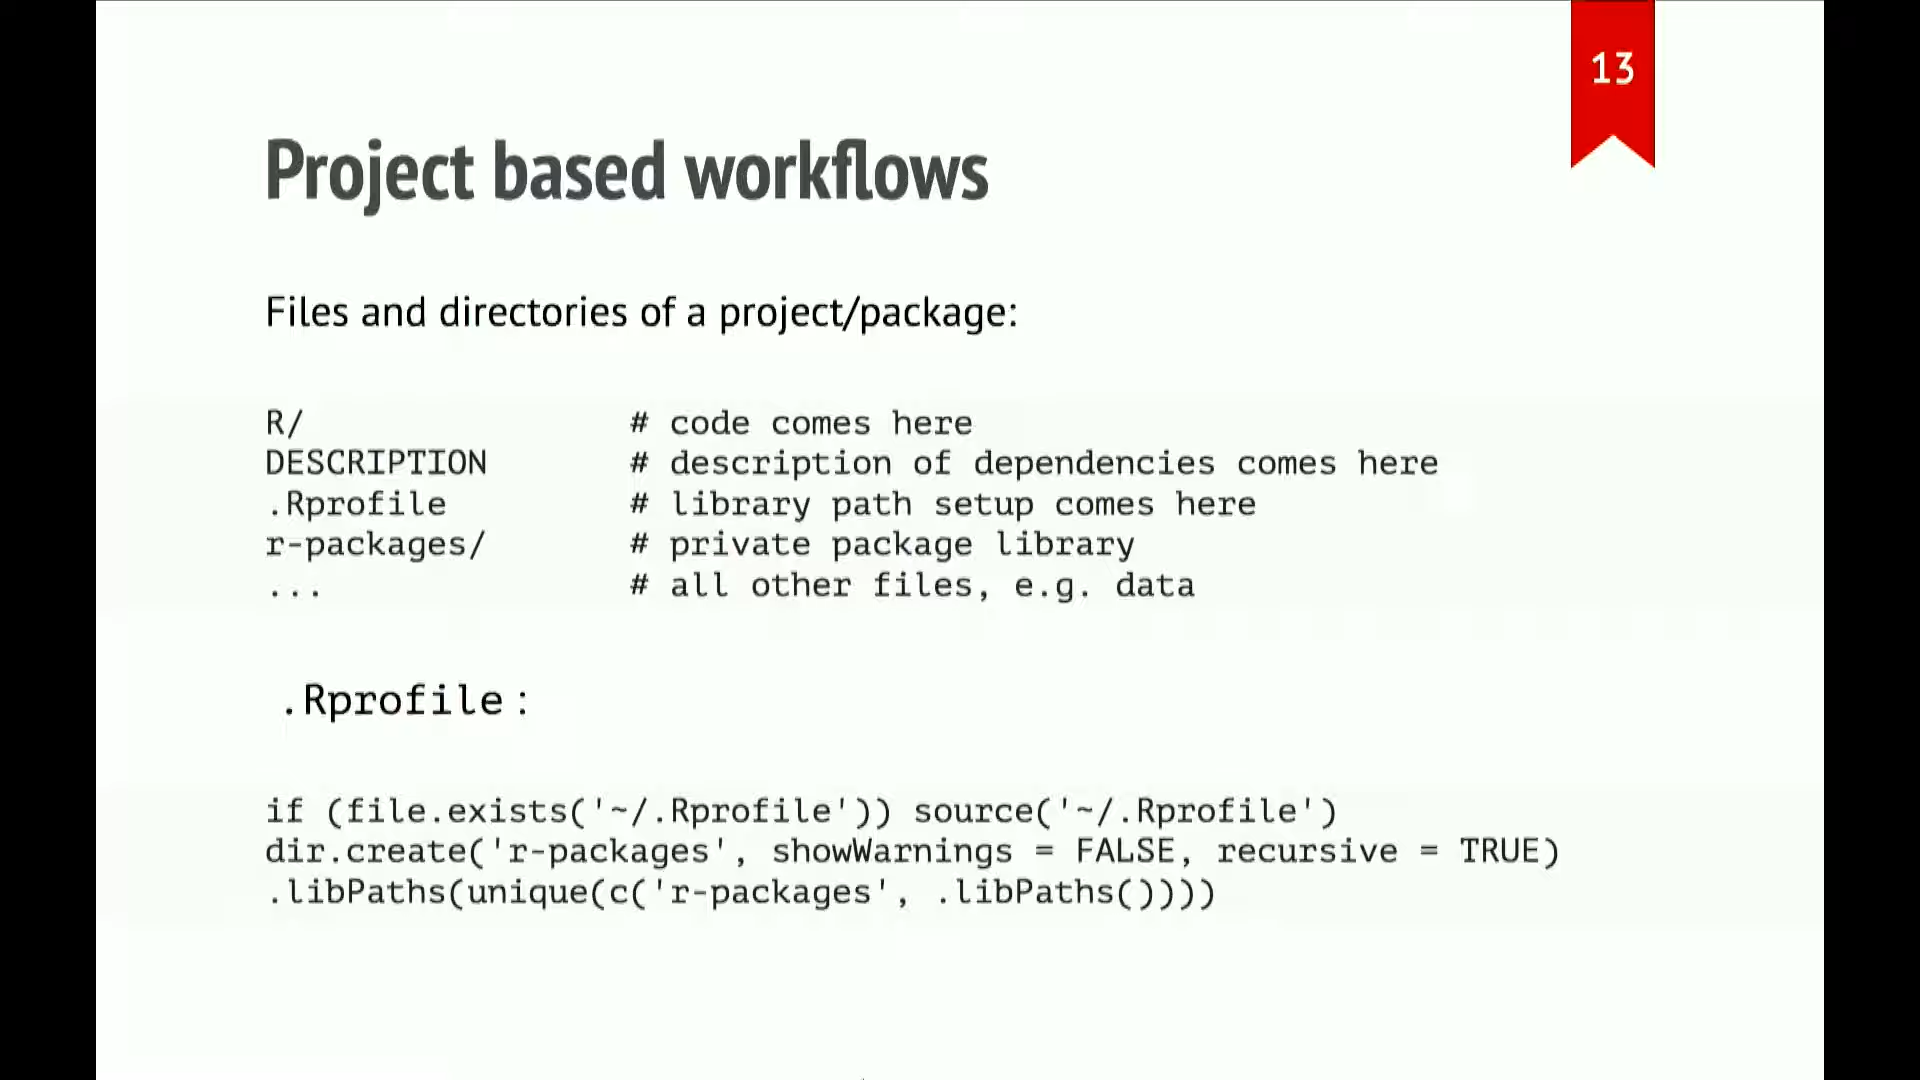 13
Project based workflows
Files and directories of a project/package:
R/ # code comes here
DESCRIPTION # description of dependencies comes here
.Rprofile # library path setup comes here
r-packages/ # private package library
... # all other files, e.g. data
.Rprofile:
if (file.exists('~/.Rprofile')) source('~/.Rprofile')
dir.create('r-packages', showWarnings = FALSE, recursive = TRUE)
.libPaths(unique(c('r-packages', .libPaths())))